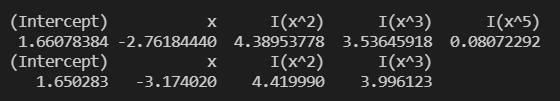 (Intercept) x I(x^2) I(x^3) I(x^5)
1.66078384 -2.76184440 4.38953778 3.53645918 0.08072292
(Intercept) x I(x^2) I(x^3)
1.650283 -3.174020 4.419990 3.996123